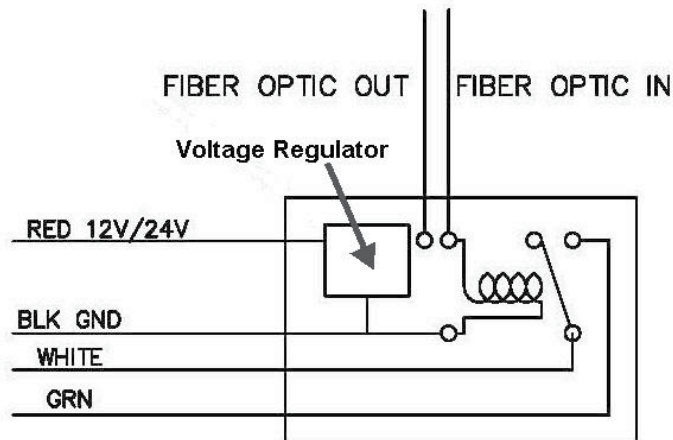 FIBER OPTIC OUT
FIBER OPTIC IN
Voltage Regulator
RED 12V/24V
BLK GND
WHITE
GRN